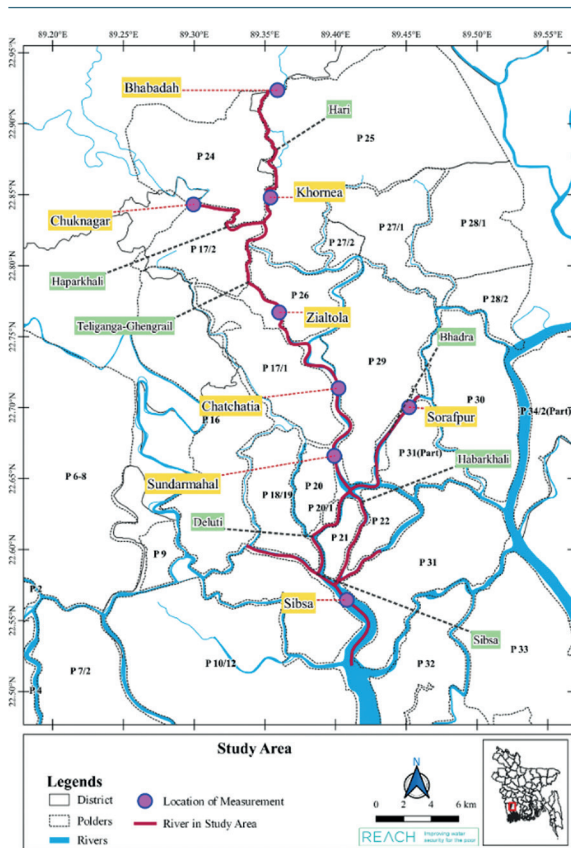 89.20°E 89.25°E 89.30°E 89.35°E 89.40°E 89.45°E 89.50°E 89.55°E
22.95°N
Bhabadah
Hari
22.90°N
P 25
P 24
22.85°N
Khornea
Chuknagar
P 27/1
P 28/1
P 17/2
P 27/2
22.80°N
Haparkhali
P 26
P 28/2
Teliganga-Ghengrail
Zialtola
22.75°N
Bhadra
P 29
P 17/1
Chatchatia
P 30
22.70°N
P 16
Sorafpur
P 34/2(Part)
P 31(Part)
Sundarmahal
Habarkhali
P 6-8
22.65°N
P 18/19
P 20
P 20/1
Deluti
P 21
P 22
22.60°N
P 9
P 31
P-2
Sibsa
22.55°N
Sibsa
P 33
P 7/2
P 10/12
P 32
P 4
22.50°N
Study Area
Legends
District
Polders
Rivers
Location of Measurement
River in Study Area
N
0 2 4 6 km
REACH Improving water
security for the poor